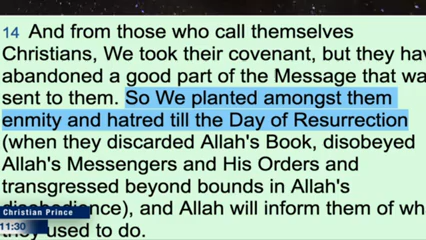 14 And from those who call themselves
Christians, We took their covenant, but they hav
abandoned a good part of the Message that wa
sent to them. So We planted amongst them
enmity and hatred till the Day of Resurrection
(when they discarded Allah's Book, disobeyed
Allah's Messengers and His Orders and
transgressed beyond bounds in Allah's
disobedience), and Allah will inform them of wh
they used to do.
Christian Prince
11:30